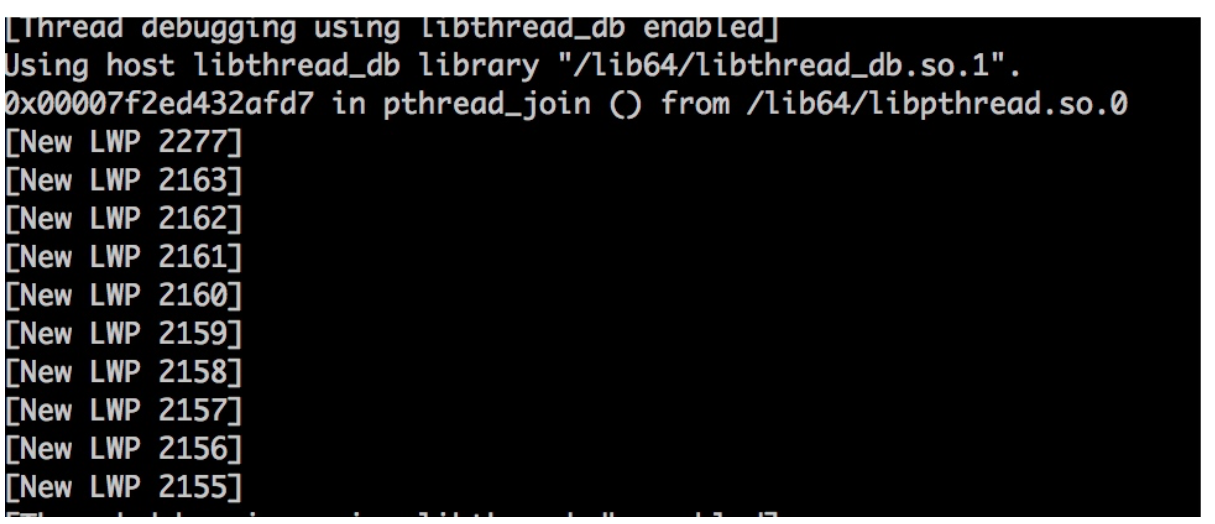 [Thread debugging using libthread_db enabled]
Using host libthread_db library "/lib64/libthread_db.so.1".
0x00007f2ed432afd7 in pthread_join () from /lib64/libpthread.so.0
[New LWP 2277]
[New LWP 2163]
[New LWP 2162]
[New LWP 2161]
[New LWP 2160]
[New LWP 2159]
[New LWP 2158]
[New LWP 2157]
[New LWP 2156]
[New LWP 2155]